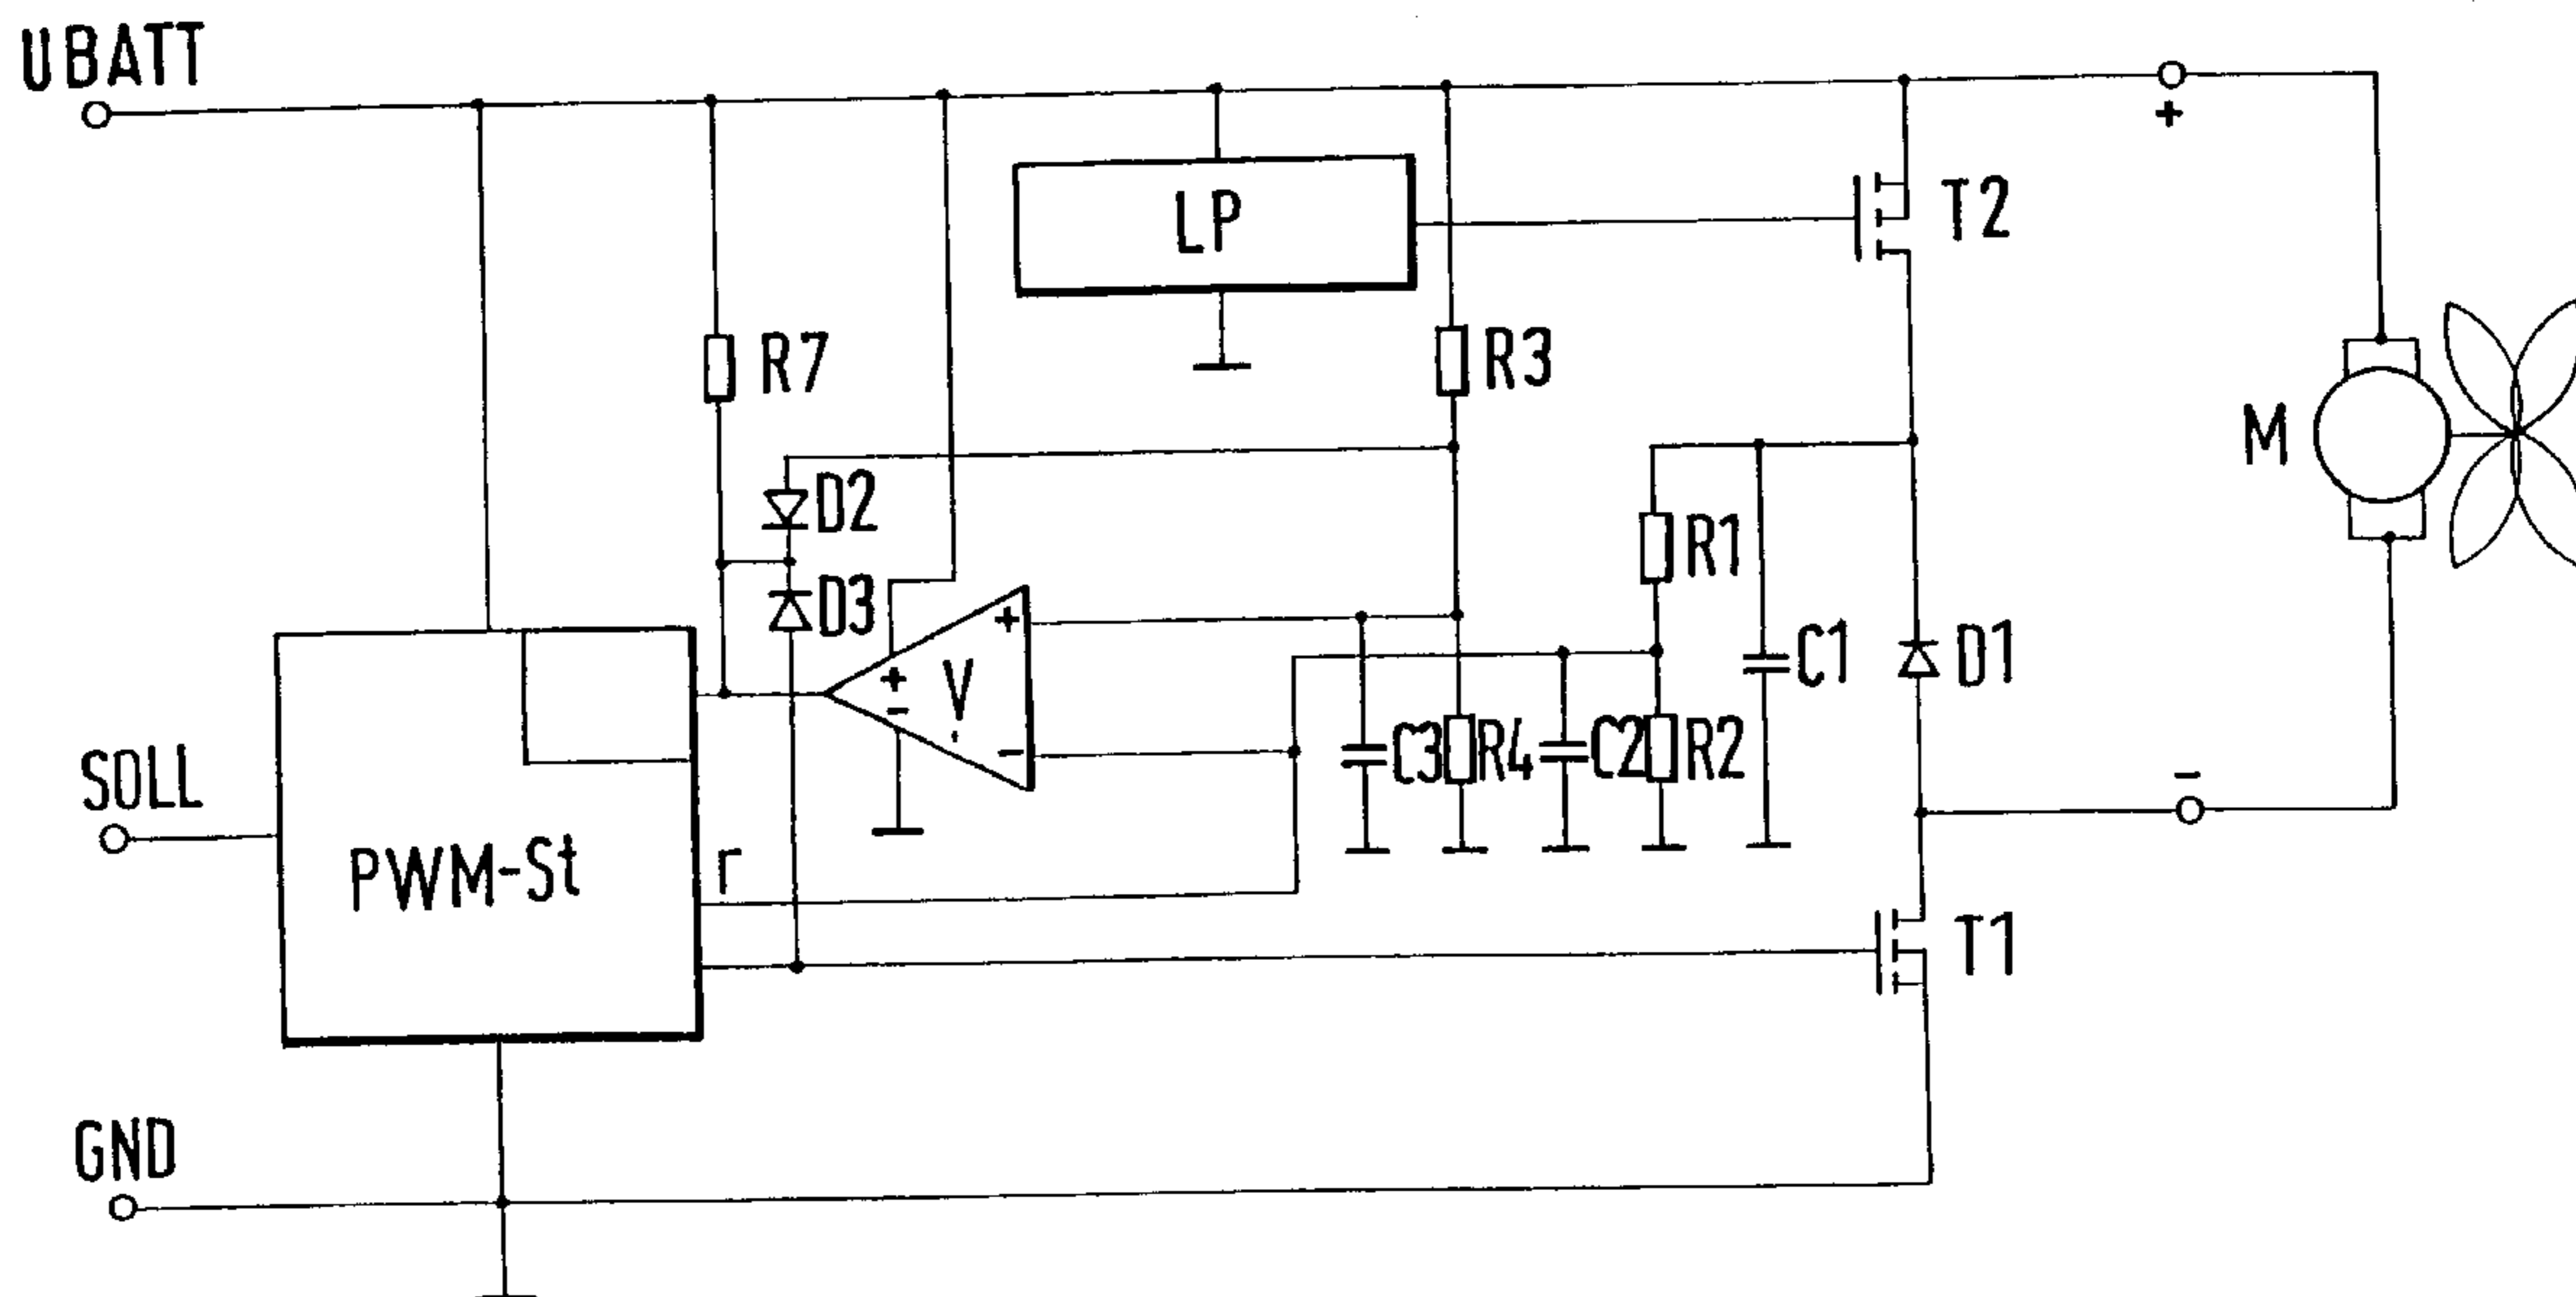 UBATT
+
LP
T2
R7
R3
M
D2
R1
D3
+
C1
D1
+
V
-
-
C3
R4
C2
R2
-
SOLL
PWM-St
r
T1
GND